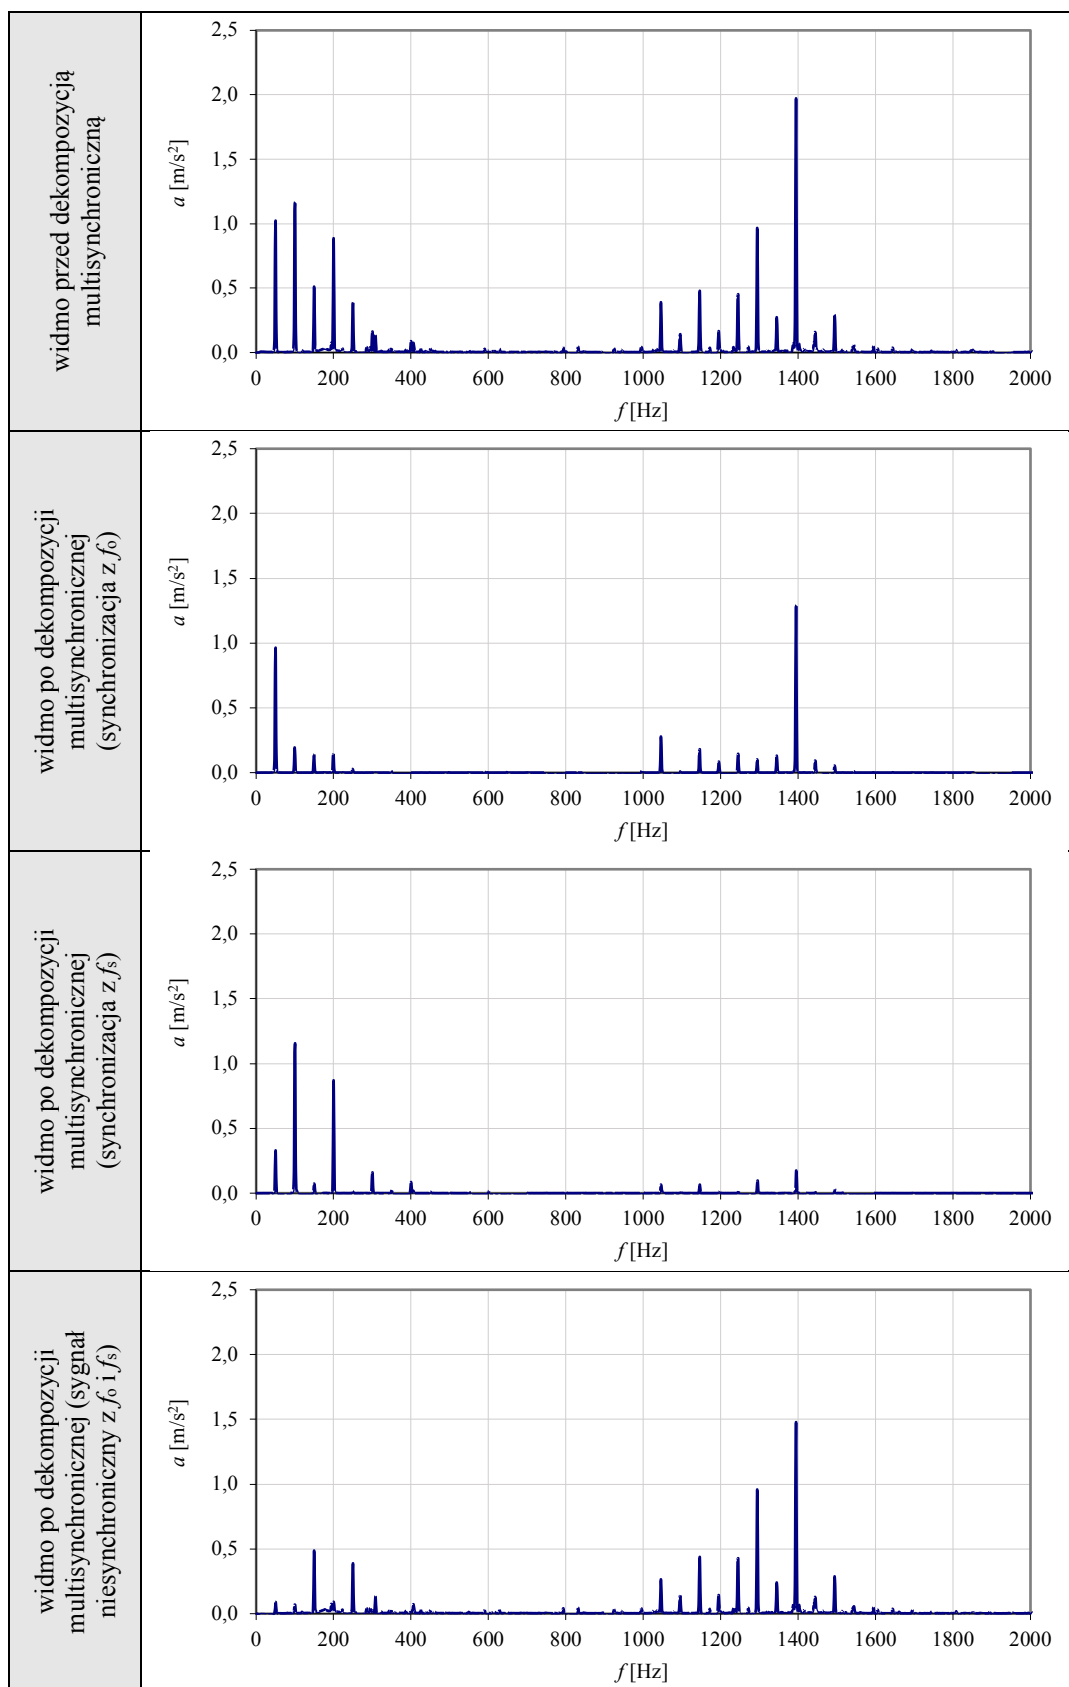 widmo przed dekompozycją
multisynchroniczną
2,5
2,0
1,5
1,0
0,5
0,0
a [m/s²]
0 200 400 600 800 1000 1200 1400 1600 1800 2000
f [Hz]
widmo po dekompozycji
multisynchronicznej
(synchronizacja z fo)
2,5
2,0
1,5
1,0
0,5
0,0
a [m/s²]
0 200 400 600 800 1000 1200 1400 1600 1800 2000
f [Hz]
widmo po dekompozycji
multisynchronicznej
(synchronizacja z fs)
2,5
2,0
1,5
1,0
0,5
0,0
a [m/s²]
0 200 400 600 800 1000 1200 1400 1600 1800 2000
f [Hz]
widmo po dekompozycji
multisynchronicznej (sygnał
niesynchroniczny z fo i fs)
2,5
2,0
1,5
1,0
0,5
0,0
a [m/s²]
0 200 400 600 800 1000 1200 1400 1600 1800 2000
f [Hz]